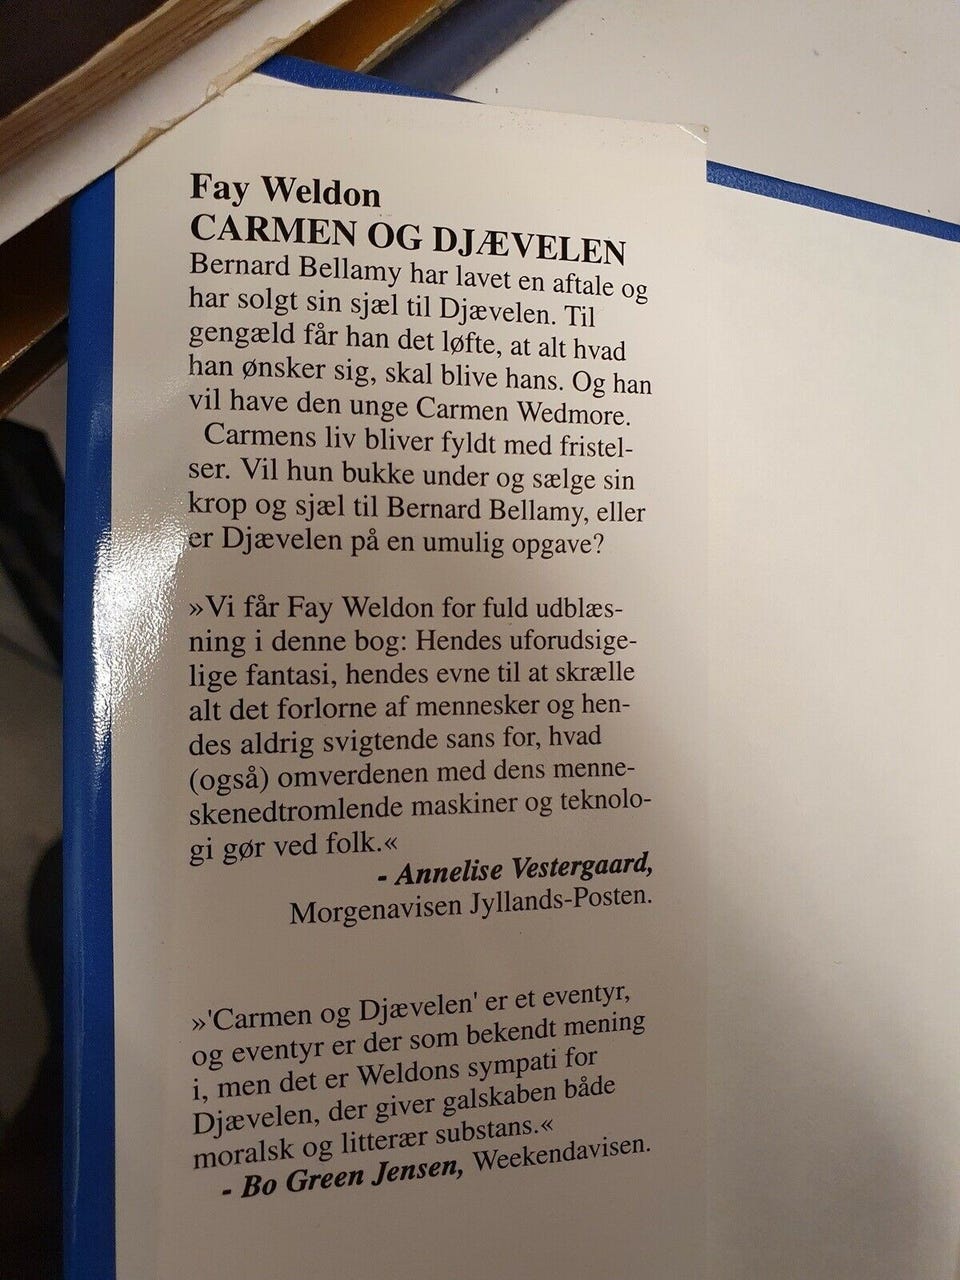 Fay Weldon
CARMEN OG DJÆVELEN
Bernard Bellamy har lavet en aftale og
har solgt sin sjæl til Djævelen. Til
gengæld får han det løfte, at alt hvad
han ønsker sig, skal blive hans. Og han
vil have den unge Carmen Wedmore.
Carmens liv bliver fyldt med fristel-
ser. Vil hun bukke under og sælge sin
krop og sjæl til Bernard Bellamy, eller
er Djævelen på en umulig opgave?
»Vi får Fay Weldon for fuld udblæs-
ning i denne bog: Hendes uforudsige-
lige fantasi, hendes evne til at skrælle
alt det forlorne af mennesker og hen-
des aldrig svigtende sans for, hvad
(også) omverdenen med dens menne-
skenedtromlende maskiner og teknolo-
gi gør ved folk.«
- Annelise Vestergaard,
Morgenavisen Jyllands-Posten.
»'Carmen og Djævelen' er et eventyr,
og eventyr er der som bekendt mening
i, men det er Weldons sympati for
Djævelen, der giver galskaben både
moralsk og litterær substans.«
- Bo Green Jensen, Weekendavisen.